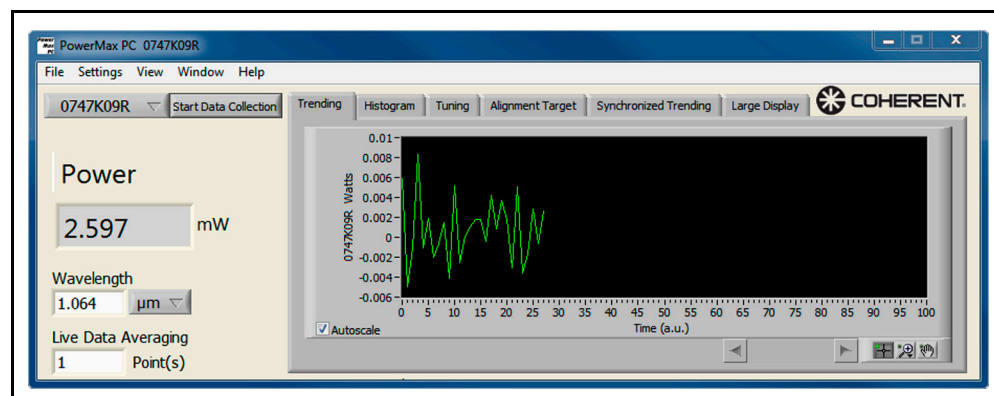 Power Max PC PowerMax PC 0747K09R
File Settings View Window Help
0747K09R Start Data Collection
Trending Histogram Tuning Alignment Target Synchronized Trending Large Display COHERENT.
Power
2.597 mW
Wavelength
1.064 µm
Live Data Averaging
1 Point(s)
0747K09R Watts
0.01
0.008
0.006
0.004
0.002
0
-0.002
-0.004
-0.006
0 5 10 15 20 25 30 35 40 45 50 55 60 65 70 75 80 85 90 95 100
Time (a.u.)
Autoscale